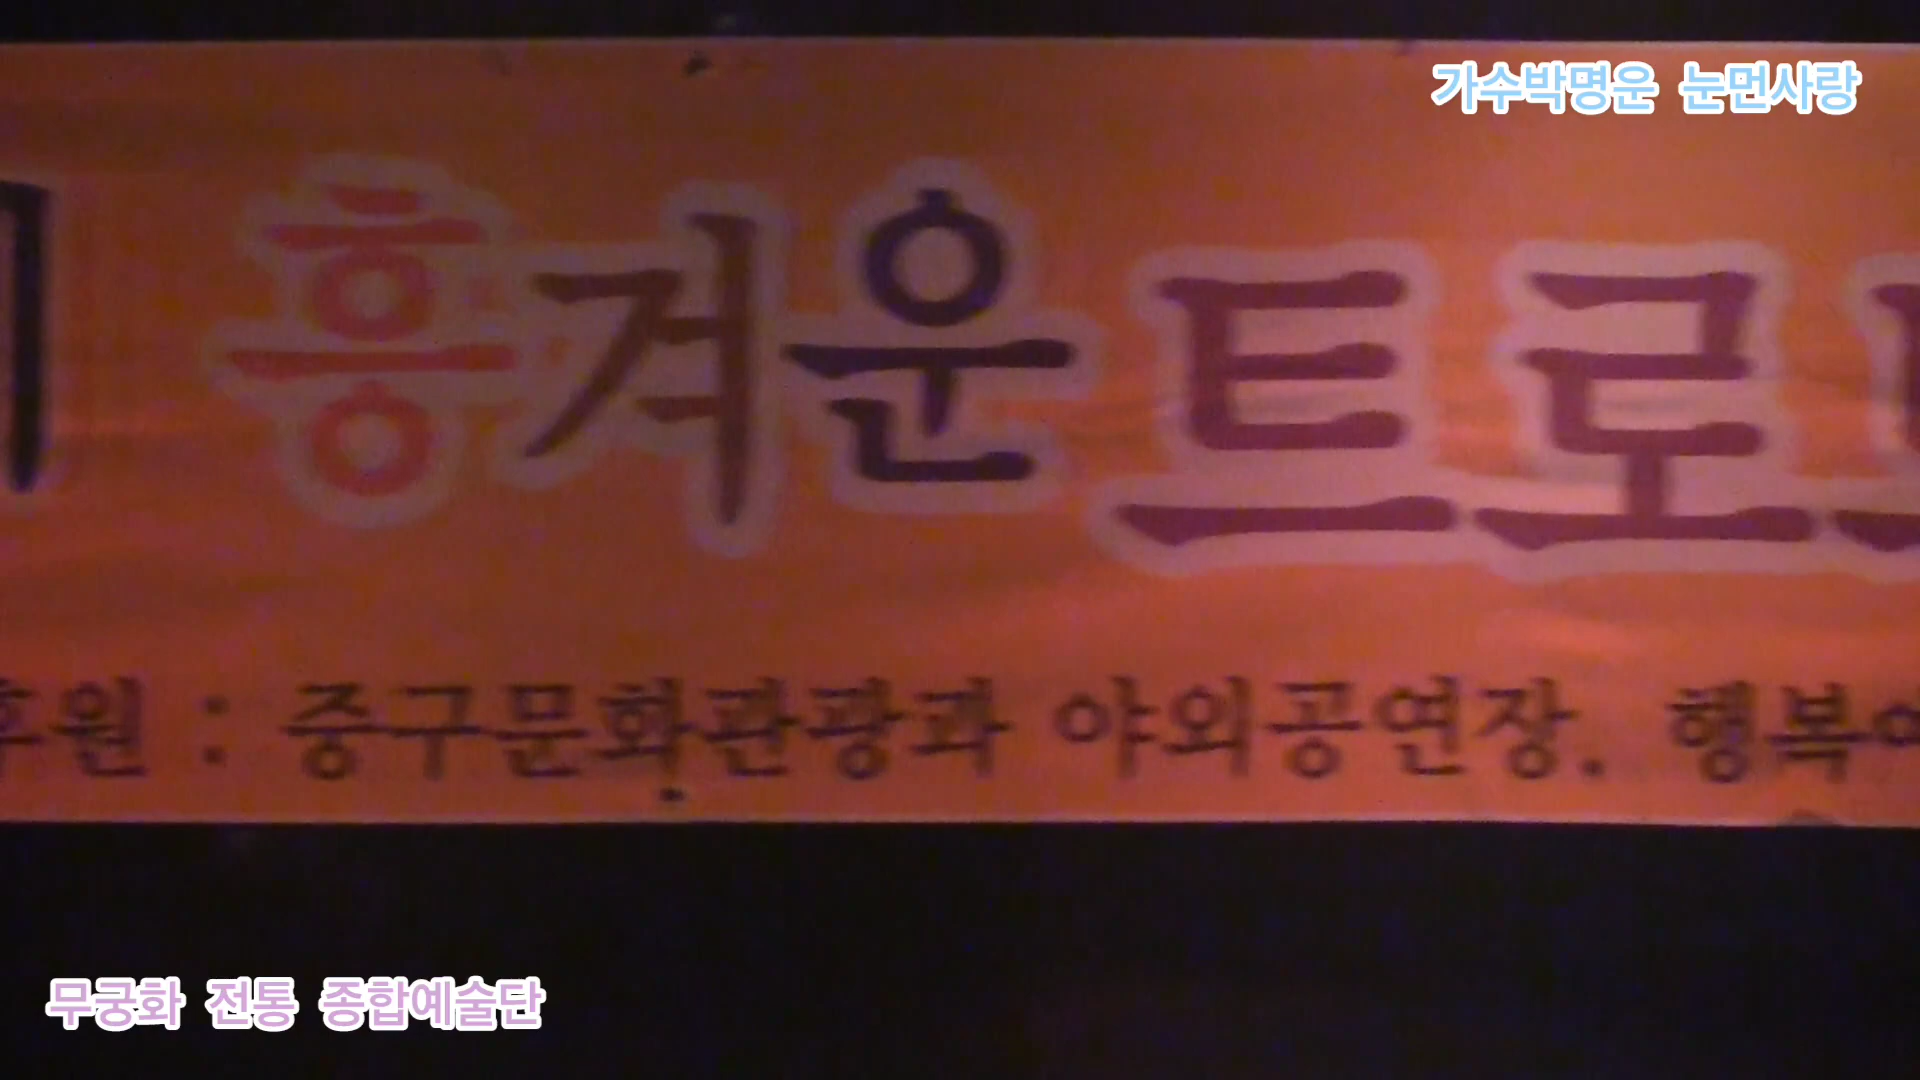 가수박명운 눈먼사랑
흥겨운 트로
후원 : 중구문화관광과 야외공연장. 행복
무궁화 전통 종합예술단